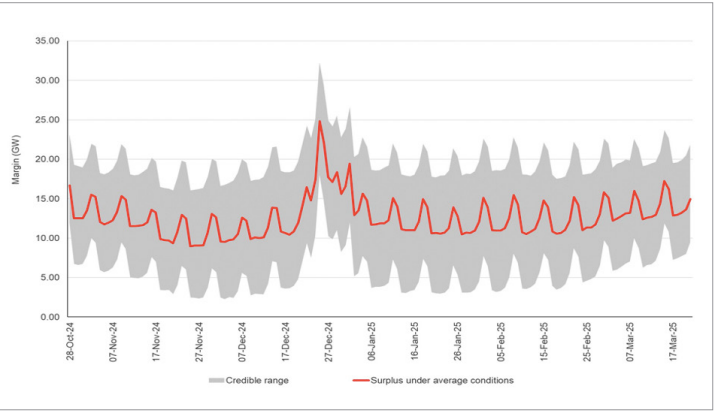 35.00
30.00
25.00
20.00
15.00
10.00
5.00
0.00
Margin (GW)
28-Oct-24
07-Nov-24
17-Nov-24
27-Nov-24
07-Dec-24
17-Dec-24
27-Dec-24
06-Jan-25
16-Jan-25
26-Jan-25
05-Feb-25
15-Feb-25
25-Feb-25
07-Mar-25
17-Mar-25
Credible range
Surplus under average conditions